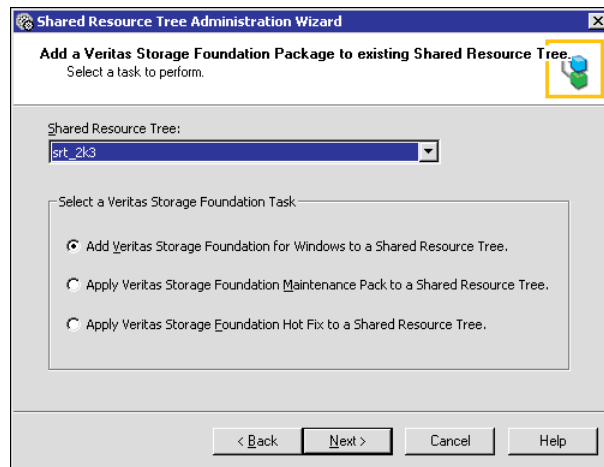 Shared Resource Tree Administration Wizard
Add a Veritas Storage Foundation Package to existing Shared Resource Tree.
Select a task to perform.
Shared Resource Tree:
srt_2k3
Select a Veritas Storage Foundation Task
Add Veritas Storage Foundation for Windows to a Shared Resource Tree.
Apply Veritas Storage Foundation Maintenance Pack to a Shared Resource Tree.
Apply Veritas Storage Foundation Hot Fix to a Shared Resource Tree.
< Back Next > Cancel Help